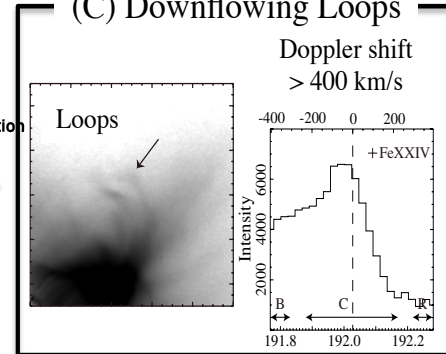 (C) Downflowing Loops
Doppler shift
> 400 km/s
tion
Loops
-400 -200 0 200
+FeXXIV
Intensity
6000
4000
2000
B C R
191.8 192.0 192.2